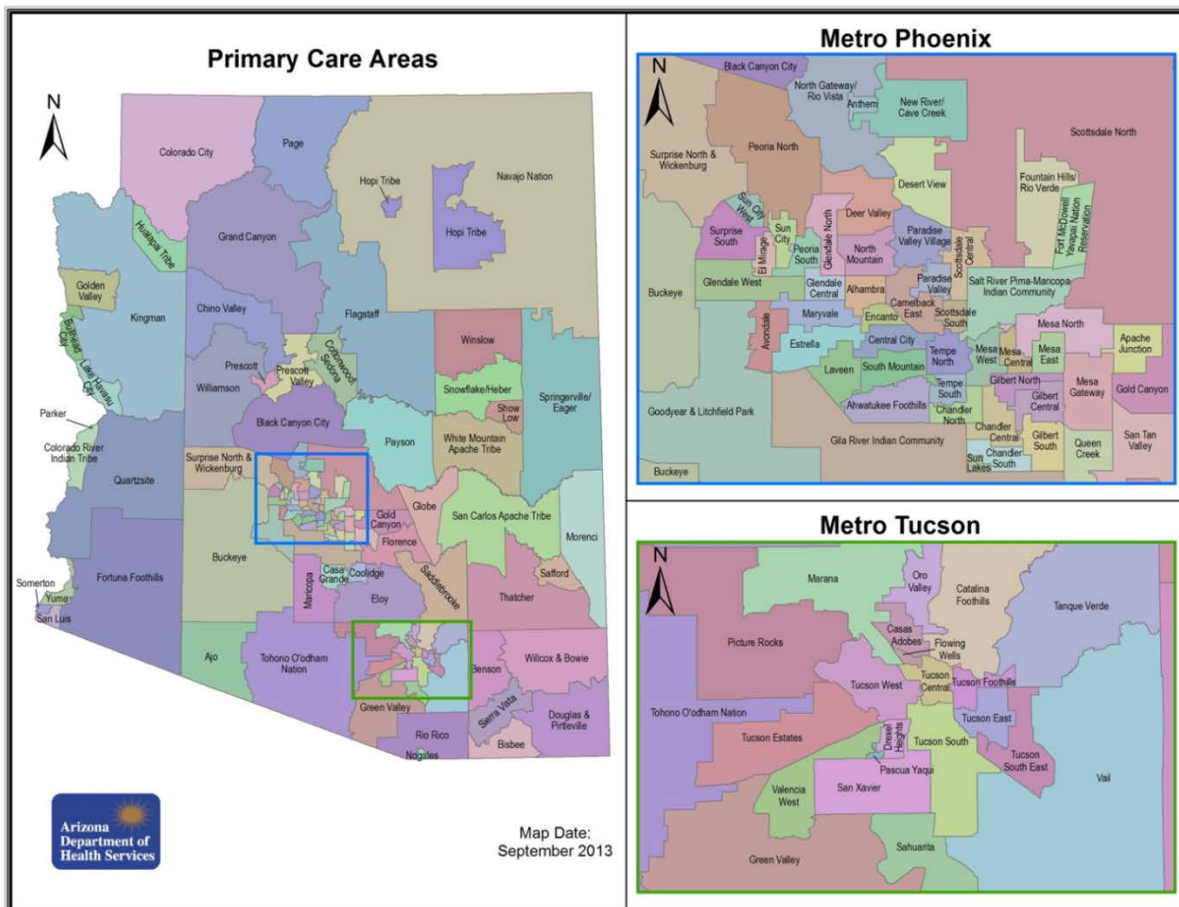 Primary Care Areas
N
Colorado City
Page
Navajo Nation
Hopi Tribe
Hopi Tribe
Hualapai Tribe
Grand Canyon
Golden
Valley
Kingman
Bullhead
City
Chino Valley
Flagstaff
Lake Havasu
City
Prescott
Williamson
Prescott
Valley
Cottonwood
Sedona
Winslow
Snowflake/Heber
Show
Low
Springerville/
Eager
Black Canyon City
Payson
White Mountain
Apache Tribe
Parker
Colorado River
Indian Tribe
Surprise North &
Wickenburg
Quartzsite
Globe
San Carlos Apache Tribe
Gold
Canyon
Florence
Morenci
Buckeye
Fortuna Foothills
Maricopa
Casa
Grande
Coolidge
Saddlebrooke
Safford
Thatcher
Eloy
Somerton
Yuma
San Luis
Ajo
Tohono O'odham
Nation
Benson
Willcox & Bowie
Green Valley
Sierra Vista
Rio Rico
Douglas &
Pirtleville
Bisbee
Nogales
Arizona
Department of
Health Services
Map Date:
September 2013
Metro Phoenix
N
Black Canyon City
North Gateway/
Rio Vista
Anthem
New River/
Cave Creek
Scottsdale North
Surprise North &
Wickenburg
Peoria North
Desert View
Fountain Hills/
Rio Verde
Fort McDowell
Yavapai Nation
Reservation
Sun City
West
Surprise
South
Sun
City
El Mirage
Peoria
South
Glendale North
Deer Valley
North
Mountain
Paradise
Valley Village
Scottsdale
Central
Buckeye
Glendale West
Glendale
Central
Alhambra
Paradise
Valley
Salt River Pima-Maricopa
Indian Community
Camelback
East
Scottsdale
South
Avondale
Maryvale
Encanto
Estrella
Central City
Mesa North
Tempe
North
Mesa
West
Mesa
Central
Mesa
East
Apache
Junction
Laveen
South Mountain
Tempe
South
Gilbert North
Mesa
Gateway
Gold Canyon
Goodyear & Litchfield Park
Ahwatukee Foothills
Chandler
North
Gilbert
Central
Gila River Indian Community
Chandler
Central
Gilbert
South
San Tan
Valley
Queen
Creek
Sun
Lakes
Chandler
South
Buckeye
Metro Tucson
N
Marana
Oro
Valley
Catalina
Foothills
Tanque Verde
Picture Rocks
Casas
Adobes
Flowing
Wells
Tucson West
Tucson
Central
Tucson Foothills
Tohono O'odham Nation
Tucson East
Tucson Estates
Drexel
Heights
Tucson South
Tucson
South East
Pascua Yaqui
Vail
Valencia
West
San Xavier
Green Valley
Sahuarita